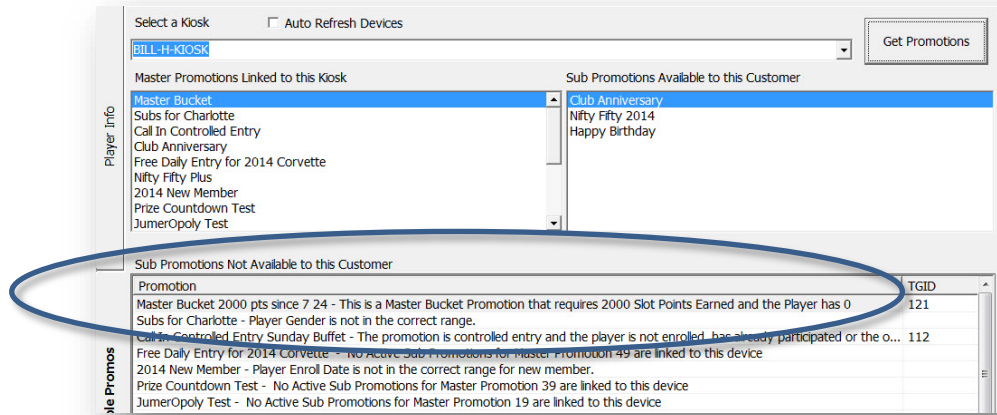 Select a Kiosk
Auto Refresh Devices
BILL-H-KIOSK
Get Promotions
Master Promotions Linked to this Kiosk
Master Bucket
Subs for Charlotte
Call In Controlled Entry
Club Anniversary
Free Daily Entry for 2014 Corvette
Nifty Fifty Plus
2014 New Member
Prize Countdown Test
JumerOpoly Test
Sub Promotions Available to this Customer
Club Anniversary
Nifty Fifty 2014
Happy Birthday
Player Info
Sub Promotions Not Available to this Customer
Promotion TGID
Master Bucket 2000 pts since 7 24 - This is a Master Bucket Promotion that requires 2000 Slot Points Earned and the Player has 0 121
Subs for Charlotte - Player Gender is not in the correct range.
Call In Controlled Entry Sunday Buffet - The promotion is controlled entry and the player is not enrolled, has already participated or the o... 112
Free Daily Entry for 2014 Corvette - No Active Sub Promotions for Master Promotion 49 are linked to this device
2014 New Member - Player Enroll Date is not in the correct range for new member.
Prize Countdown Test - No Active Sub Promotions for Master Promotion 39 are linked to this device
JumerOpoly Test - No Active Sub Promotions for Master Promotion 19 are linked to this device
Promos